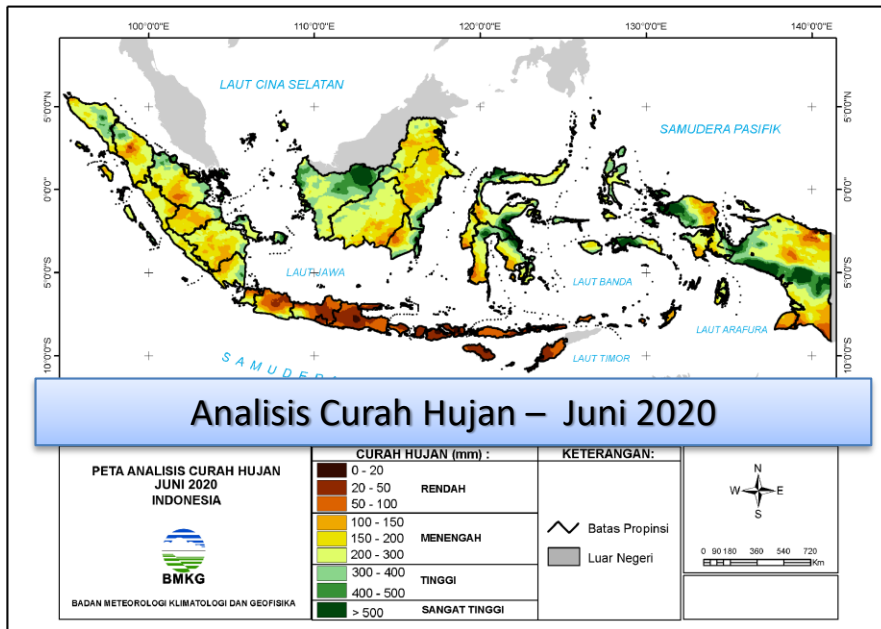 100°0'0"E 110°0'0"E 120°0'0"E 130°0'0"E 140°0'0"E
LAUT CINA SELATAN
5°0'0"N 5°0'0"N
SAMUDERA PASIFIK
0°0'0" 0°0'0"
LAUT JAWA
5°0'0"S 5°0'0"S
LAUT BANDA
LAUT ARAFURA
10°0'0"S 10°0'0"S
LAUT TIMOR
SAMUDER
Analisis Curah Hujan – Juni 2020
PETA ANALISIS CURAH HUJAN
JUNI 2020
INDONESIA
BMKG
BADAN METEOROLOGI KLIMATOLOGI DAN GEOFISIKA
CURAH HUJAN (mm) :
0 - 20
20 - 50 RENDAH
50 - 100
100 - 150
150 - 200 MENENGAH
200 - 300
300 - 400 TINGGI
400 - 500
> 500 SANGAT TINGGI
KETERANGAN:
Batas Propinsi
Luar Negeri
N
W E
S
0 90 180 360 540 720
Km